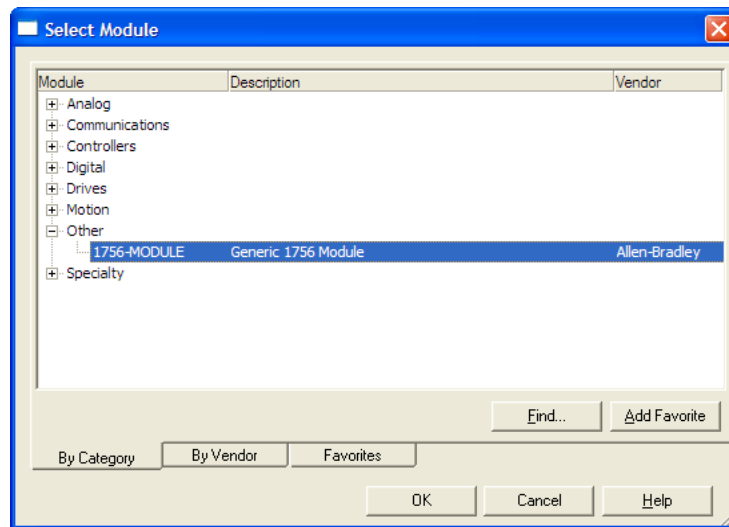 Select Module
Module Description Vendor
Analog
Communications
Controllers
Digital
Drives
Motion
Other
1756-MODULE Generic 1756 Module Allen-Bradley
Specialty
Find... Add Favorite
By Category By Vendor Favorites
OK Cancel Help